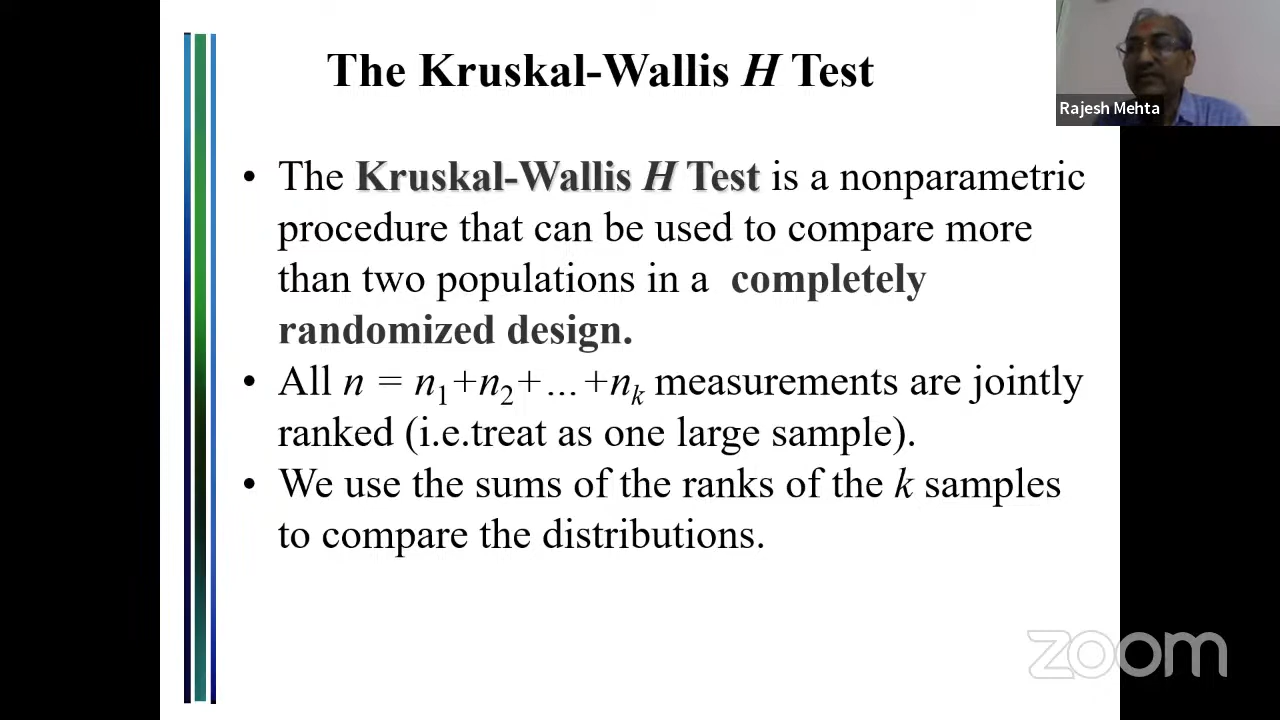 The Kruskal-Wallis H Test
Rajesh Mehta
• The Kruskal-Wallis H Test is a nonparametric
procedure that can be used to compare more
than two populations in a completely
randomized design.
• All n = n1+n2+…+nk measurements are jointly
ranked (i.e.treat as one large sample).
• We use the sums of the ranks of the k samples
to compare the distributions.
zoom